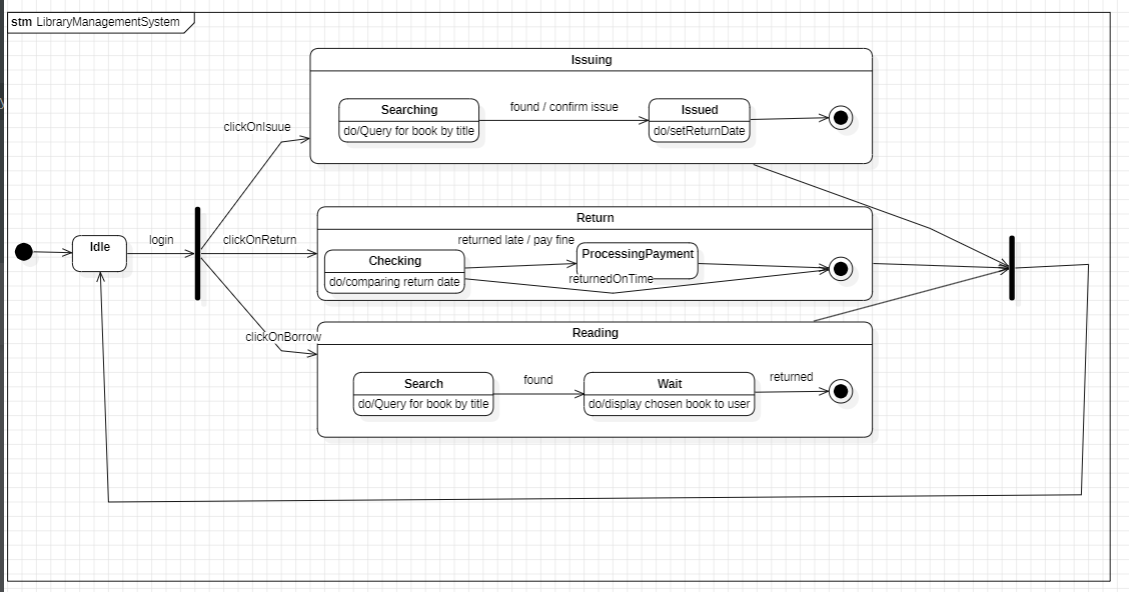 stm LibraryManagementSystem
Issuing
Searching
do/Query for book by title
found / confirm issue
Issued
do/setReturnDate
clickOnIsuue
Return
Idle
login
clickOnReturn
Checking
do/comparing return date
returned late / pay fine
ProcessingPayment
returnedOnTime
clickOnBorrow
Reading
Search
do/Query for book by title
found
Wait
do/display chosen book to user
returned